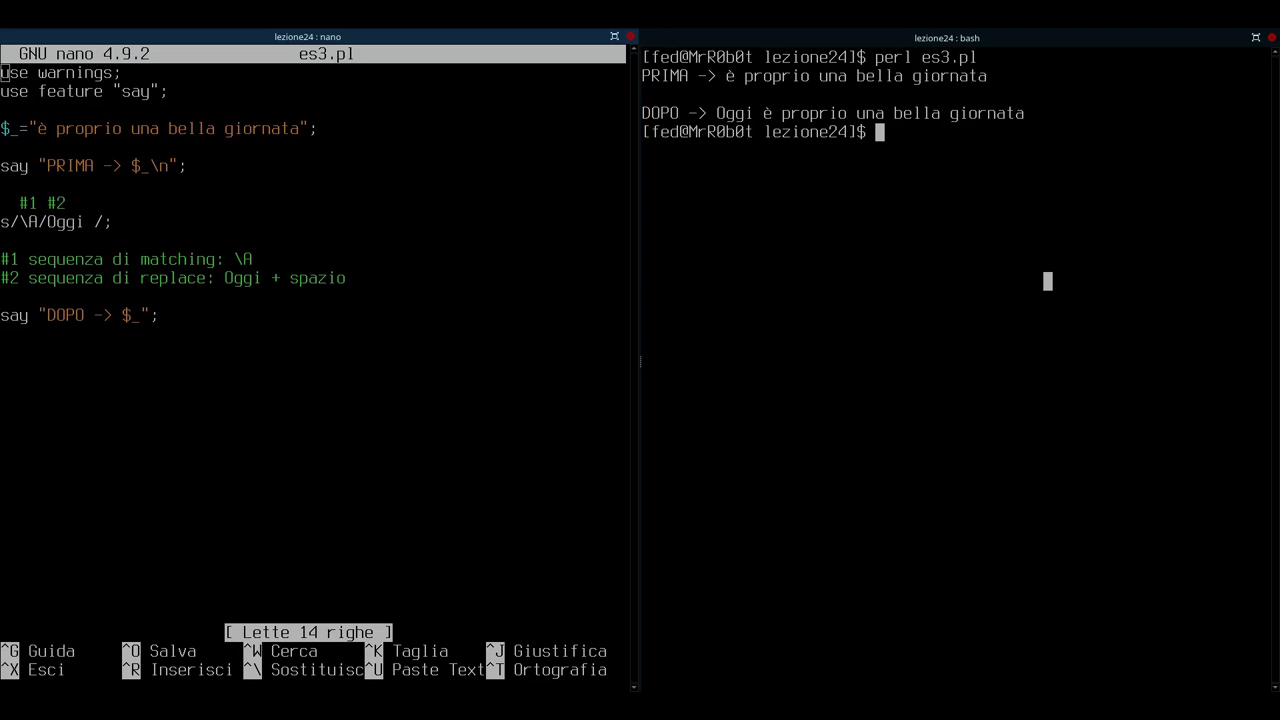 lezione24 : nano
GNU nano 4.9.2 es3.pl
use warnings;
use feature "say";
$_="è proprio una bella giornata";
say "PRIMA -> $_\n";
#1 #2
s/\A/Oggi /;
#1 sequenza di matching: \A
#2 sequenza di replace: Oggi + spazio
say "DOPO -> $_";
[ Lette 14 righe ]
^G Guida ^O Salva ^W Cerca ^K Taglia ^J Giustifica
^X Esci ^R Inserisci ^\ Sostituisc ^U Paste Text ^T Ortografia
lezione24 : bash
[fed@MrR0b0t lezione24]$ perl es3.pl
PRIMA -> è proprio una bella giornata
DOPO -> Oggi è proprio una bella giornata
[fed@MrR0b0t lezione24]$